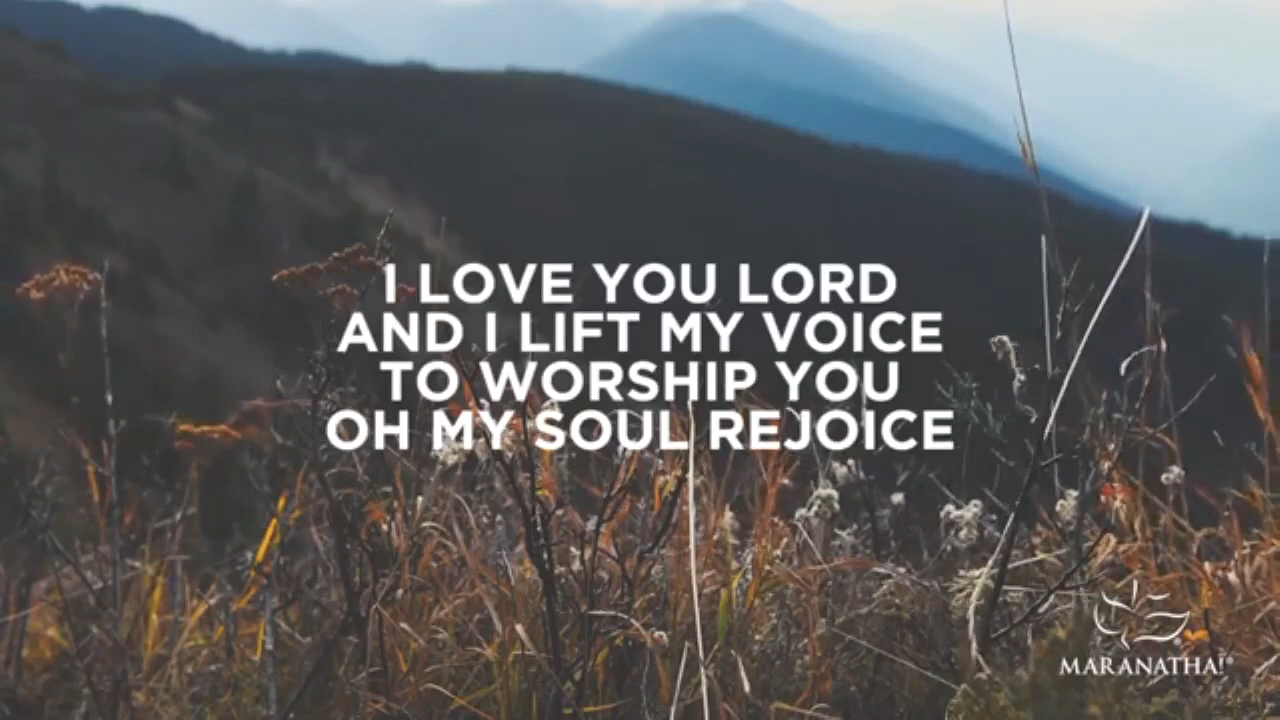 I LOVE YOU LORD
AND I LIFT MY VOICE
TO WORSHIP YOU
OH MY SOUL REJOICE
MARANATHA!®